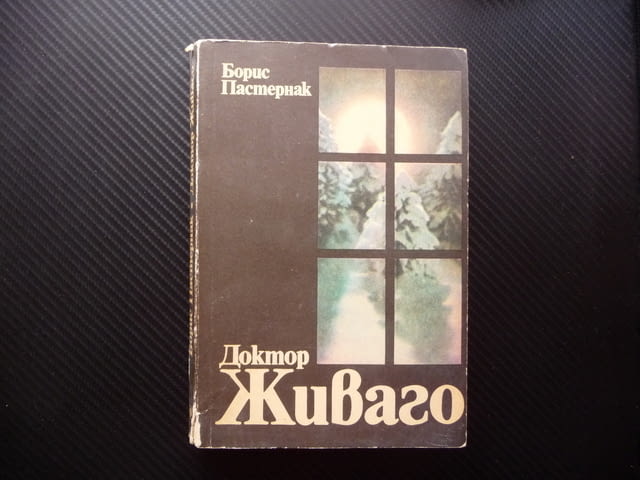 Борис
Пастернак
Доктор
Живаго